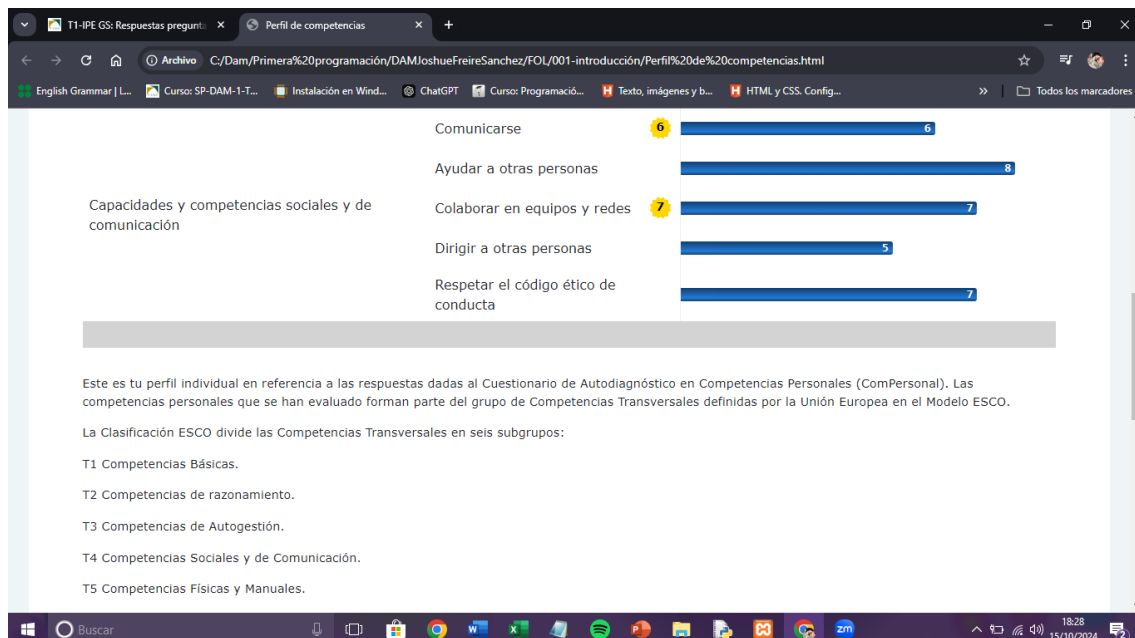 T1-IPE GS: Respuestas pregunt
Perfil de competencias
Archivo C:/Dam/Primera%20programación/DAMJoshueFreireSanchez/FOL/001-introducción/Perfil%20de%20competencias.html
English Grammar | L...
Curso: SP-DAM-1-T...
Instalación en Wind...
ChatGPT
Curso: Programació...
Texto, imágenes y b...
HTML y CSS. Config...
»
Todos los marcadores
Capacidades y competencias sociales y de
comunicación
Comunicarse 6 6
Ayudar a otras personas 8
Colaborar en equipos y redes 7 7
Dirigir a otras personas 5
Respetar el código ético de
conducta 7
Este es tu perfil individual en referencia a las respuestas dadas al Cuestionario de Autodiagnóstico en Competencias Personales (ComPersonal). Las
competencias personales que se han evaluado forman parte del grupo de Competencias Transversales definidas por la Unión Europea en el Modelo ESCO.
La Clasificación ESCO divide las Competencias Transversales en seis subgrupos:
T1 Competencias Básicas.
T2 Competencias de razonamiento.
T3 Competencias de Autogestión.
T4 Competencias Sociales y de Comunicación.
T5 Competencias Físicas y Manuales.
Buscar
zm
18:28
15/10/2024
2